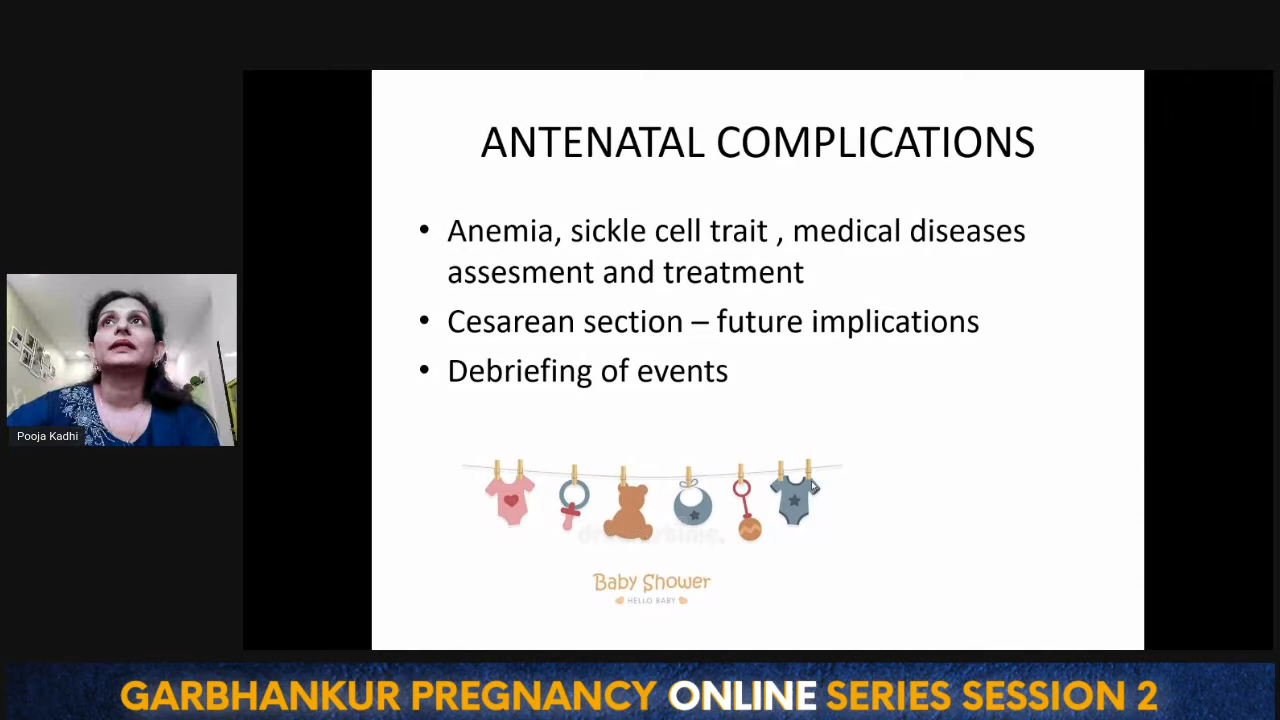 ANTENATAL COMPLICATIONS
• Anemia, sickle cell trait , medical diseases
assesment and treatment
• Cesarean section – future implications
• Debriefing of events
Baby Shower
HELLO BABY
Pooja Kadhi
GARBHANKUR PREGNANCY ONLINE SERIES SESSION 2